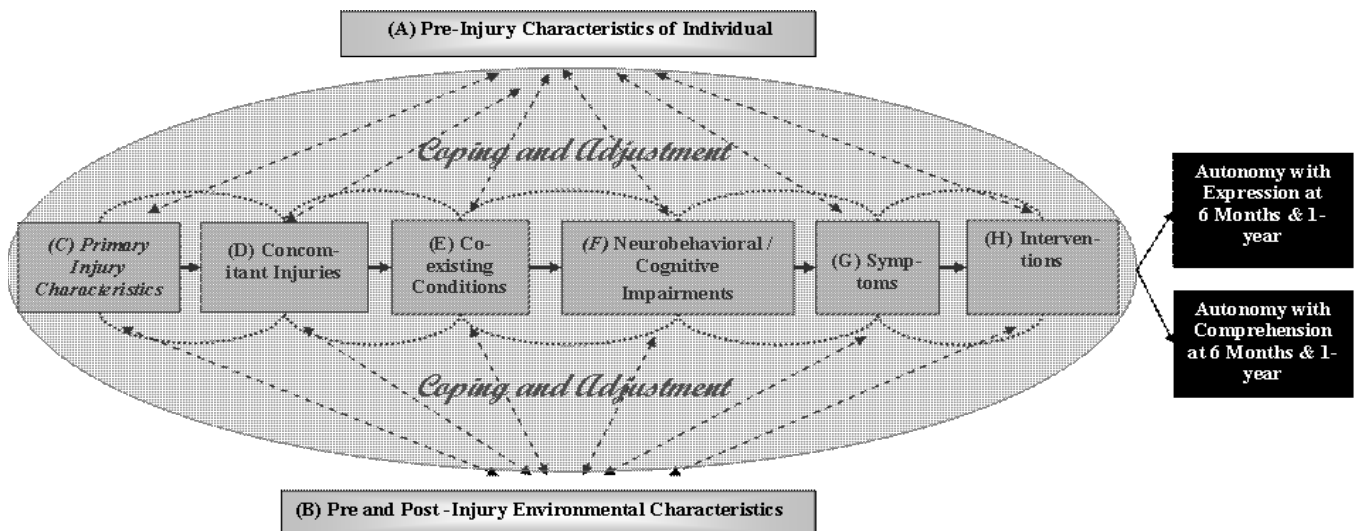 (A) Pre-Injury Characteristics of Individual
Coping and Adjustment
(C) Primary
Injury
Characteristics
(D) Concom-
itant Injuries
(E) Co-
existing
Conditions
(F) Neurobehavioral /
Cognitive
Impairments
(G) Symp-
toms
(H) Interven-
tions
Autonomy with
Expression at
6 Months & 1-
year
Autonomy with
Comprehension
at 6 Months & 1-
year
Coping and Adjustment
(B) Pre and Post -Injury Environmental Characteristics